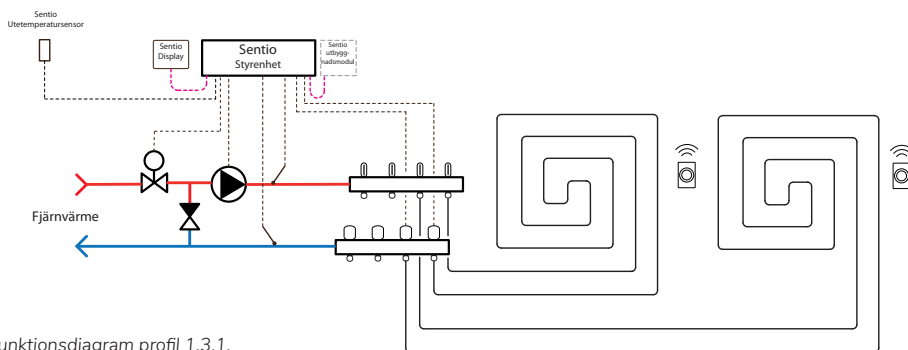 Sentio
Utetemperatursensor
Sentio
Display
Sentio
Styrenhet
Sentio
utbygg-
nadsmodul
Fjärnvärme
unktionsdiagram profil 1.3.1.